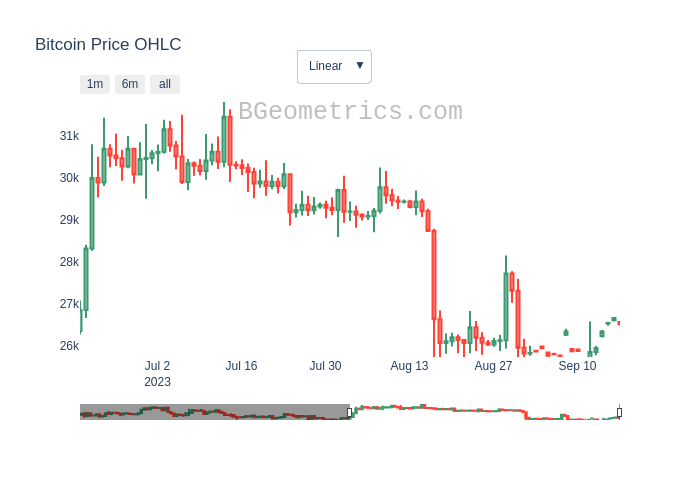 Bitcoin Price OHLC
Linear ▼
1m 6m all
BGeometrics.com
31k
30k
29k
28k
27k
26k
Jul 2 Jul 16 Jul 30 Aug 13 Aug 27 Sep 10
2023